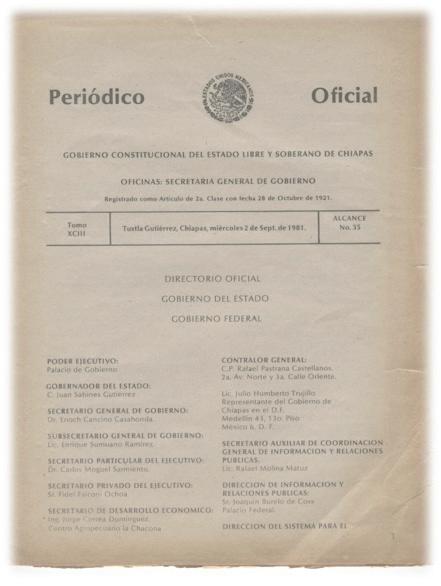 Periódico Oficial
ESTADOS UNIDOS MEXICANOS
GOBIERNO CONSTITUCIONAL DEL ESTADO LIBRE Y SOBERANO DE CHIAPAS
OFICINAS: SECRETARIA GENERAL DE GOBIERNO
Registrado como Artículo de 2a. Clase con fecha 28 de Octubre de 1921.
Tomo
XCIII
Tuxtla Gutiérrez, Chiapas, miércoles 2 de Sept. de 1981.
ALCANCE
No. 35
DIRECTORIO OFICIAL
GOBIERNO DEL ESTADO
GOBIERNO FEDERAL
PODER EJECUTIVO:
Palacio de Gobierno
GOBERNADOR DEL ESTADO:
C. Juan Sabines Gutiérrez
SECRETARIO GENERAL DE GOBIERNO:
Dr. Enoch Cancino Casahonda.
SUBSECRETARIO GENERAL DE GOBIERNO:
Lic. Enrique Sumuano Ramírez.
SECRETARIO PARTICULAR DEL EJECUTIVO:
Dr. Carlos Moguel Sarmiento.
SECRETARIO PRIVADO DEL EJECUTIVO:
Sr. Fidel Falconi Ochoa
SECRETARIO DE DESARROLLO ECONOMICO:
Ing. Jorge Correa Domínguez.
Centro Agropecuario la Chacona
CONTRALOR GENERAL:
C.P. Rafael Pastrana Castellanos.
2a. Av. Norte y 3a. Calle Oriente.
Lic. Julio Humberto Trujillo
Representante del Gobierno de
Chiapas en el D.F.
Medellín 43, 13o. Piso
México 6, D. F.
SECRETARIO AUXILIAR DE COORDINACION
GENERAL DE INFORMACION Y RELACIONES
PUBLICAS.
Lic. Rafael Molina Matuz
DIRECCION DE INFORMACION Y
RELACIONES PUBLICAS:
Sr. Joaquín Burelo de Coss
Palacio Federal.
DIRECCION DEL SISTEMA PARA EL
1